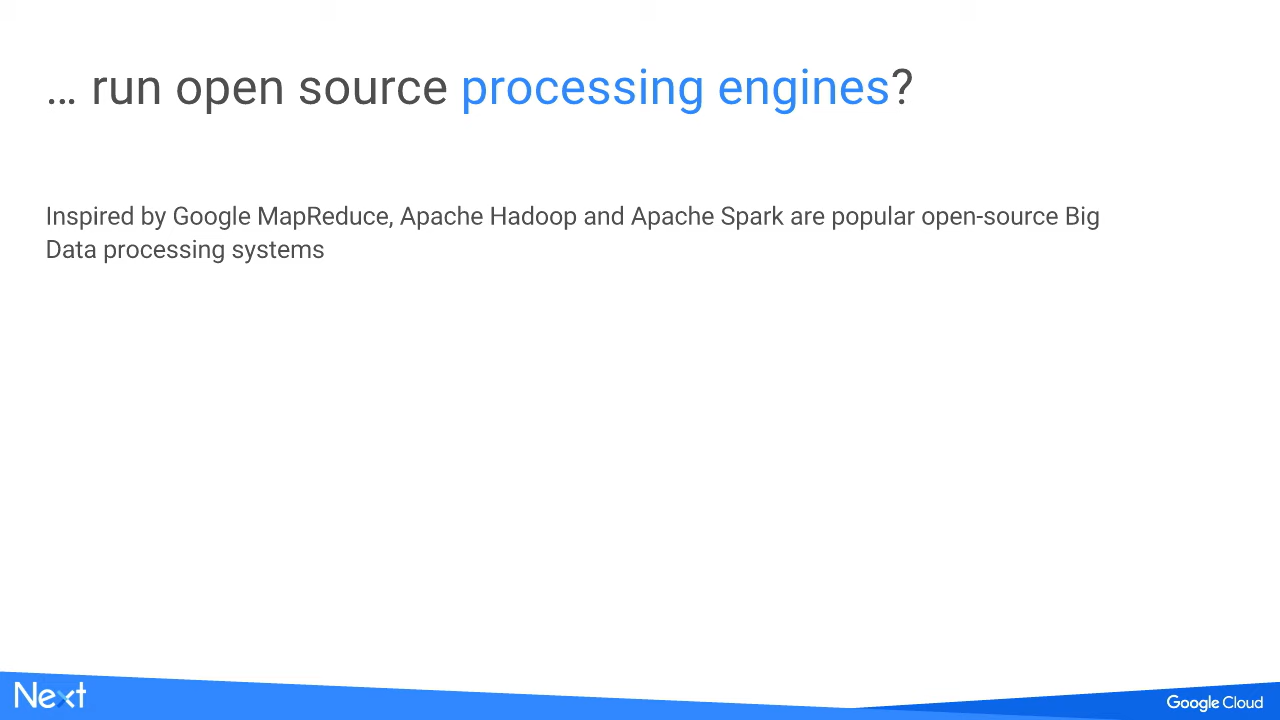 … run open source processing engines?
Inspired by Google MapReduce, Apache Hadoop and Apache Spark are popular open-source Big
Data processing systems
Next
Google Cloud